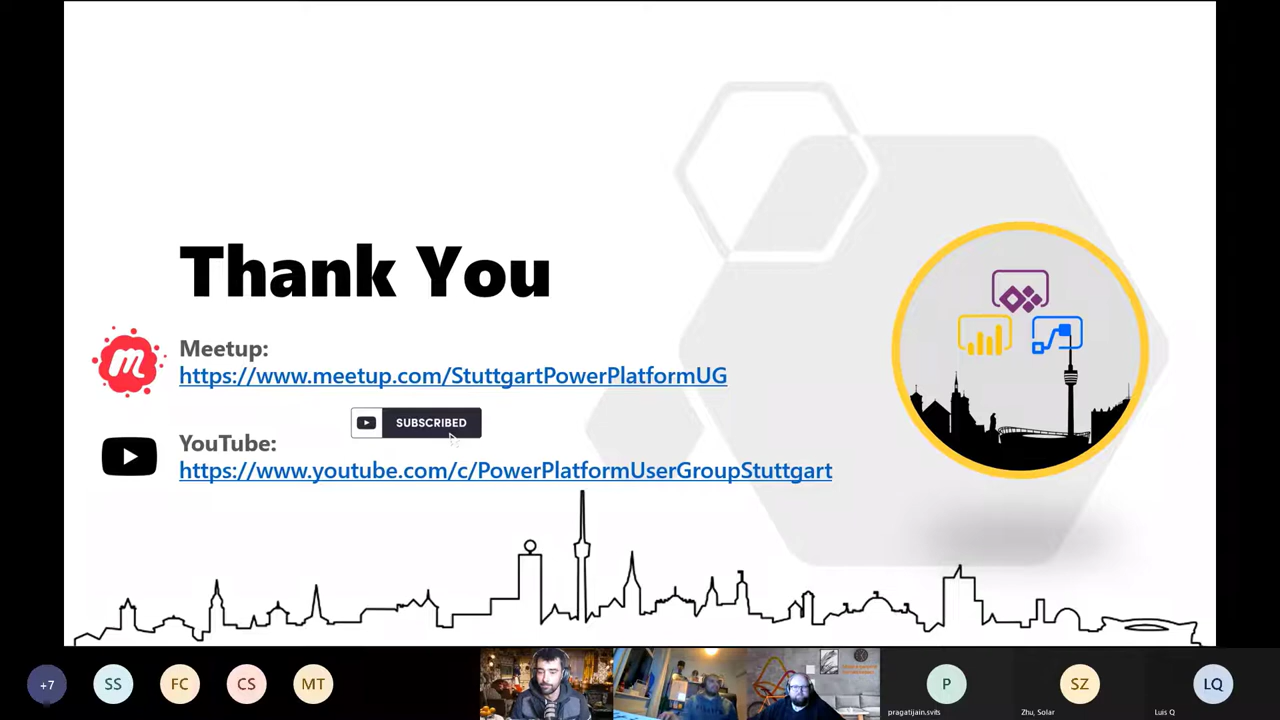 Thank You
Meetup:
https://www.meetup.com/StuttgartPowerPlatformUG
SUBSCRIBED
YouTube:
https://www.youtube.com/c/PowerPlatformUserGroupStuttgart
+7
SS
FC
CS
MT
P
SZ
LQ
pragatijain.svits
Zhu, Solar
Luis Q